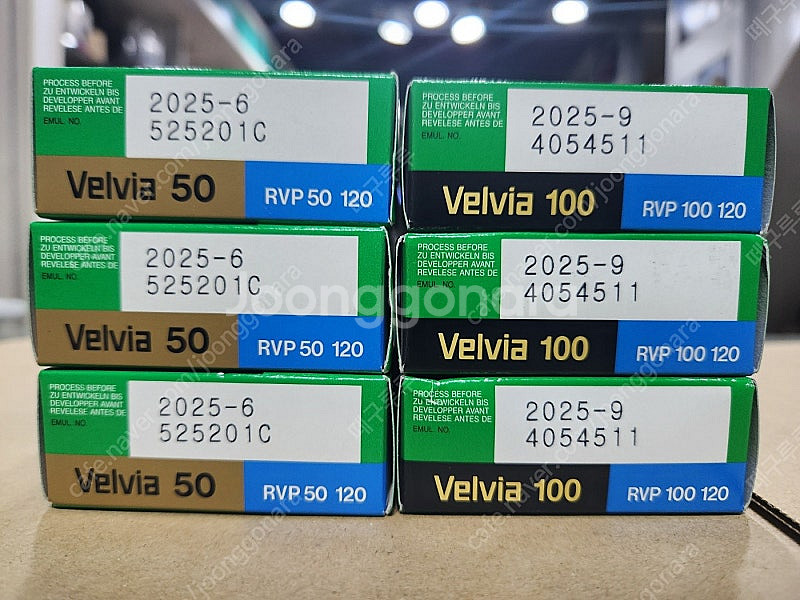 PROCESS BEFORE
ZU ENTWICKELN BIS
DEVELOPPER AVANT
REVELESE ANTES DE
EMUL. NO.
2025-6
525201C
Velvia 50
RVP 50 120
PROCESS BEFORE
ZU ENTWICKELN BIS
DEVELOPPER AVANT
REVELESE ANTES DE
EMUL. NO.
2025-9
4054511
Velvia 100
RVP 100 120
PROCESS BEFORE
ZU ENTWICKELN BIS
DEVELOPPER AVANT
REVELESE ANTES DE
EMUL. NO.
2025-6
525201C
Velvia 50
RVP 50 120
PROCESS BEFORE
ZU ENTWICKELN BIS
DEVELOPPER AVANT
REVELESE ANTES DE
EMUL. NO.
2025-9
4054511
Velvia 100
RVP 100 120
Joonggonara
PROCESS BEFORE
ZU ENTWICKELN BIS
DEVELOPPER AVANT
REVELESE ANTES DE
EMUL. NO.
2025-6
525201C
Velvia 50
RVP 50 120
PROCESS BEFORE
ZU ENTWICKELN BIS
DEVELOPPER AVANT
REVELESE ANTES DE
EMUL. NO.
2025-9
4054511
Velvia 100
RVP 100 120
cafe.naver.com/joonggonara